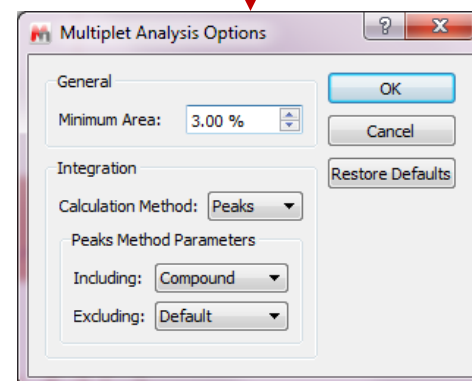 Multiplet Analysis Options
General
Minimum Area: 3.00 %
OK
Cancel
Restore Defaults
Integration
Calculation Method: Peaks
Peaks Method Parameters
Including: Compound
Excluding: Default